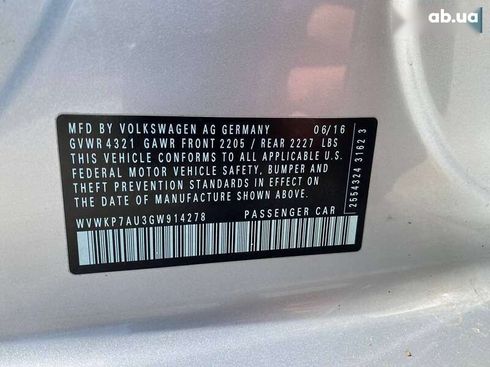 ab.ua
MFD BY VOLKSWAGEN AG GERMANY 06/16
GVWR 4321 GAWR FRONT 2205 / REAR 2227 LBS
THIS VEHICLE CONFORMS TO ALL APPLICABLE U.S.
FEDERAL MOTOR VEHICLE SAFETY, BUMPER AND
THEFT PREVENTION STANDARDS IN EFFECT ON
THE DATE OF MANUFACTURE SHOWN ABOVE.
WVWKP7AU3GW914278 PASSENGER CAR
2554324 3162 3